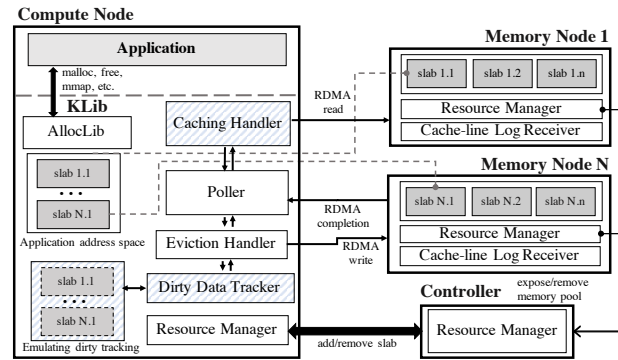 Compute Node
Application
malloc, free,
mmap, etc.
KLib
AllocLib
slab 1.1
• • •
slab N.1
Application address space
Caching Handler
Poller
Eviction Handler
Dirty Data Tracker
slab 1.1
• • •
slab N.1
Emulating dirty tracking
Resource Manager
RDMA
read
RDMA
completion
RDMA
write
add/remove slab
Memory Node 1
slab 1.1
slab 1.2
slab 1.n
Resource Manager
Cache-line Log Receiver
Memory Node N
slab N.1
slab N.2
slab N.n
Resource Manager
Cache-line Log Receiver
Controller
expose/remove
memory pool
Resource Manager